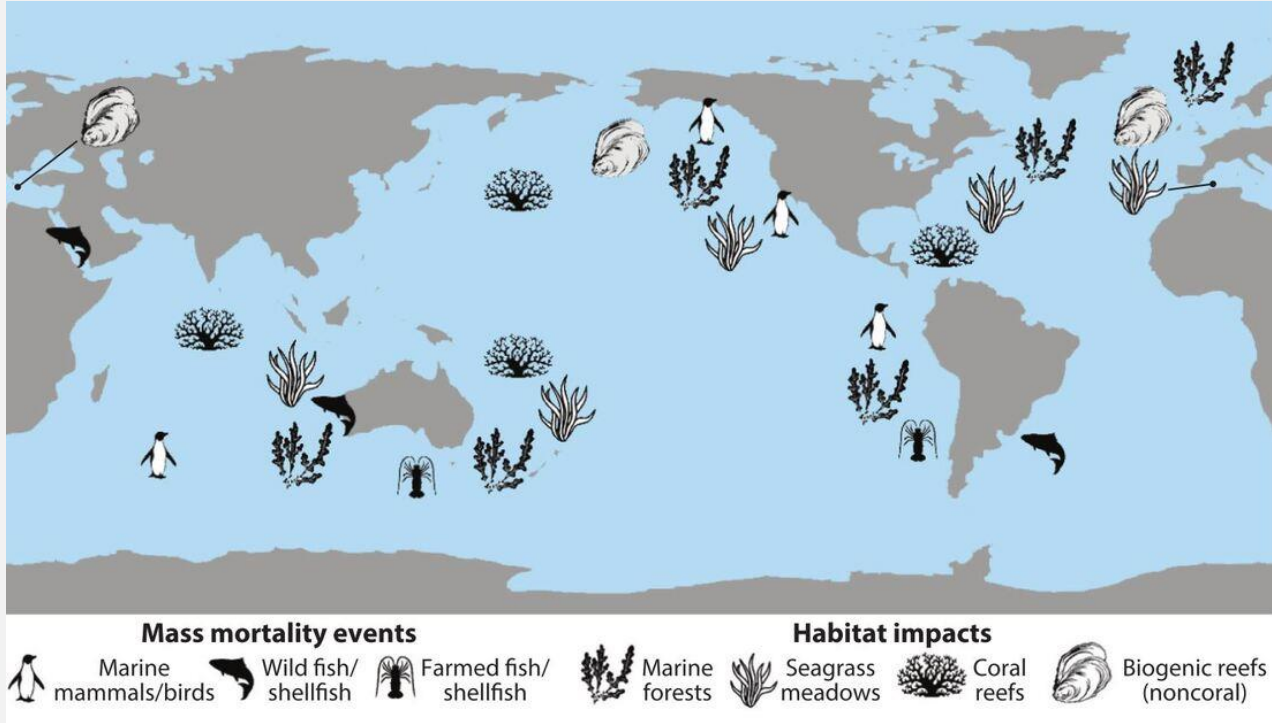 Mass mortality events
Habitat impacts
Marine
mammals/birds
Wild fish/
shellfish
Farmed fish/
shellfish
Marine
forests
Seagrass
meadows
Coral
reefs
Biogenic reefs
(noncoral)